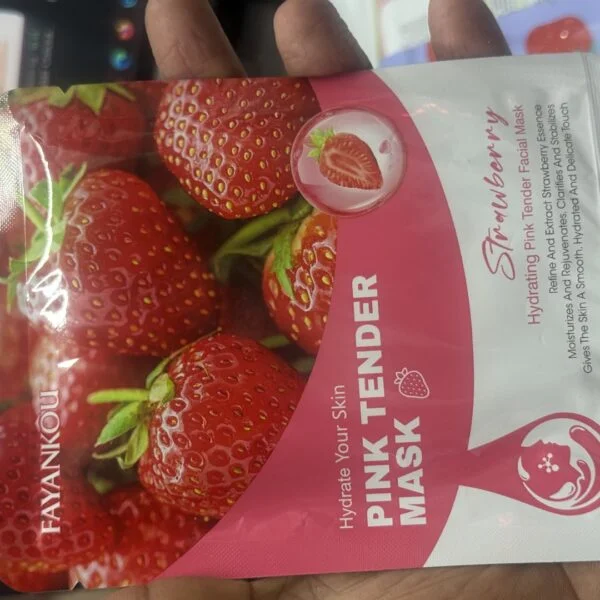 FAYANKOU
Hydrate Your Skin
PINK TENDER
MASK
Strawberry
Hydrating Pink Tender Facial Mask
Refine And Extract Strawberry Essence
Moisturizes And Rejuvenates, Clarifies And Stabilizes
Gives The Skin A Smooth, Hydrated And Delicate Touch